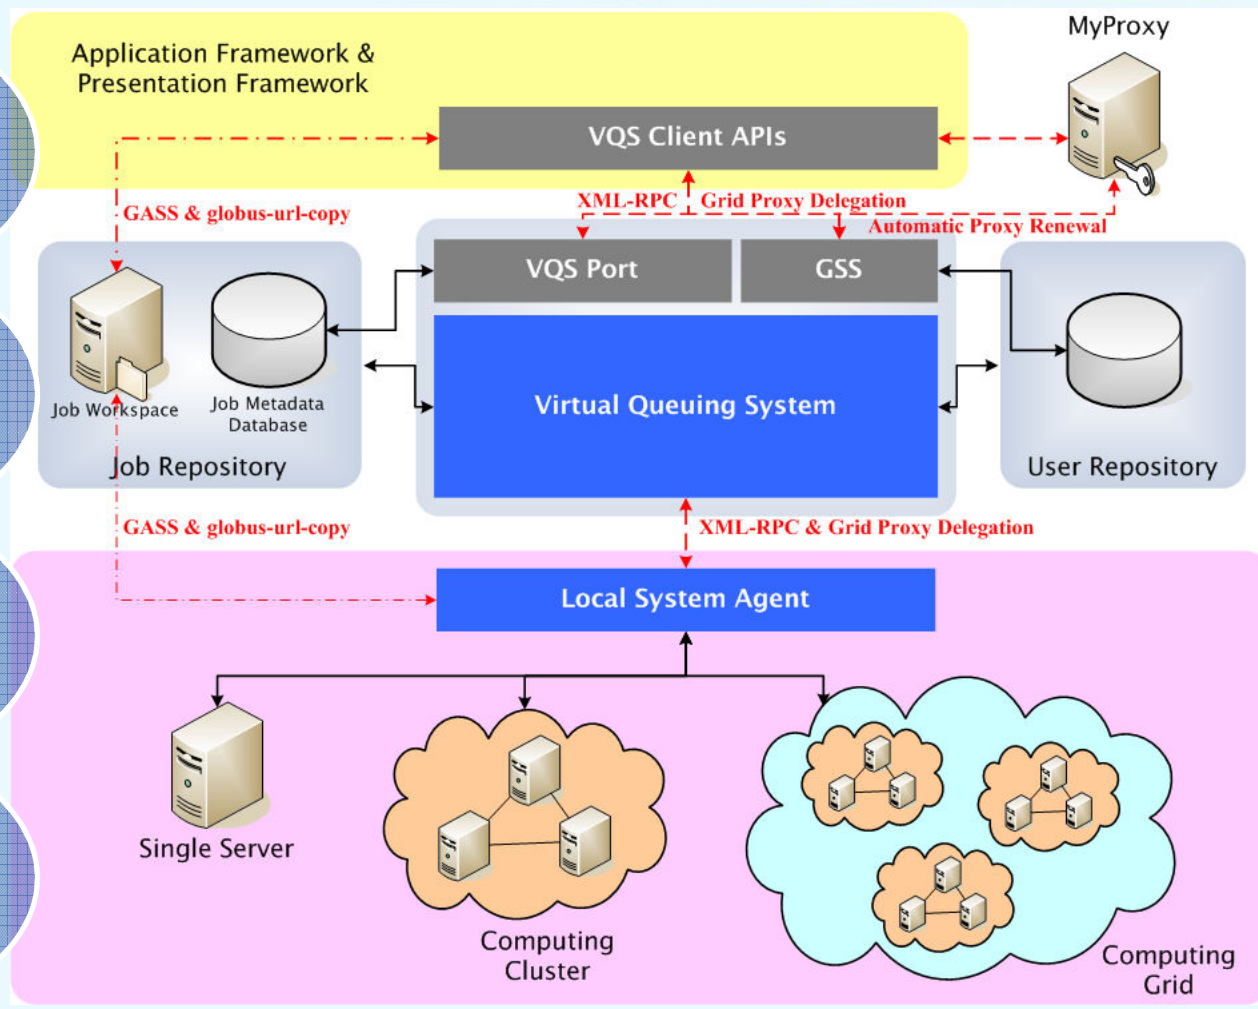 MyProxy
Application Framework &
Presentation Framework
VQS Client APIs
XML-RPC
Grid Proxy Delegation
GASS & globus-url-copy
Automatic Proxy Renewal
VQS Port
GSS
Virtual Queuing System
Job Workspace
Job Metadata
Database
Job Repository
User Repository
GASS & globus-url-copy
XML-RPC & Grid Proxy Delegation
Local System Agent
Single Server
Computing
Cluster
Computing
Grid